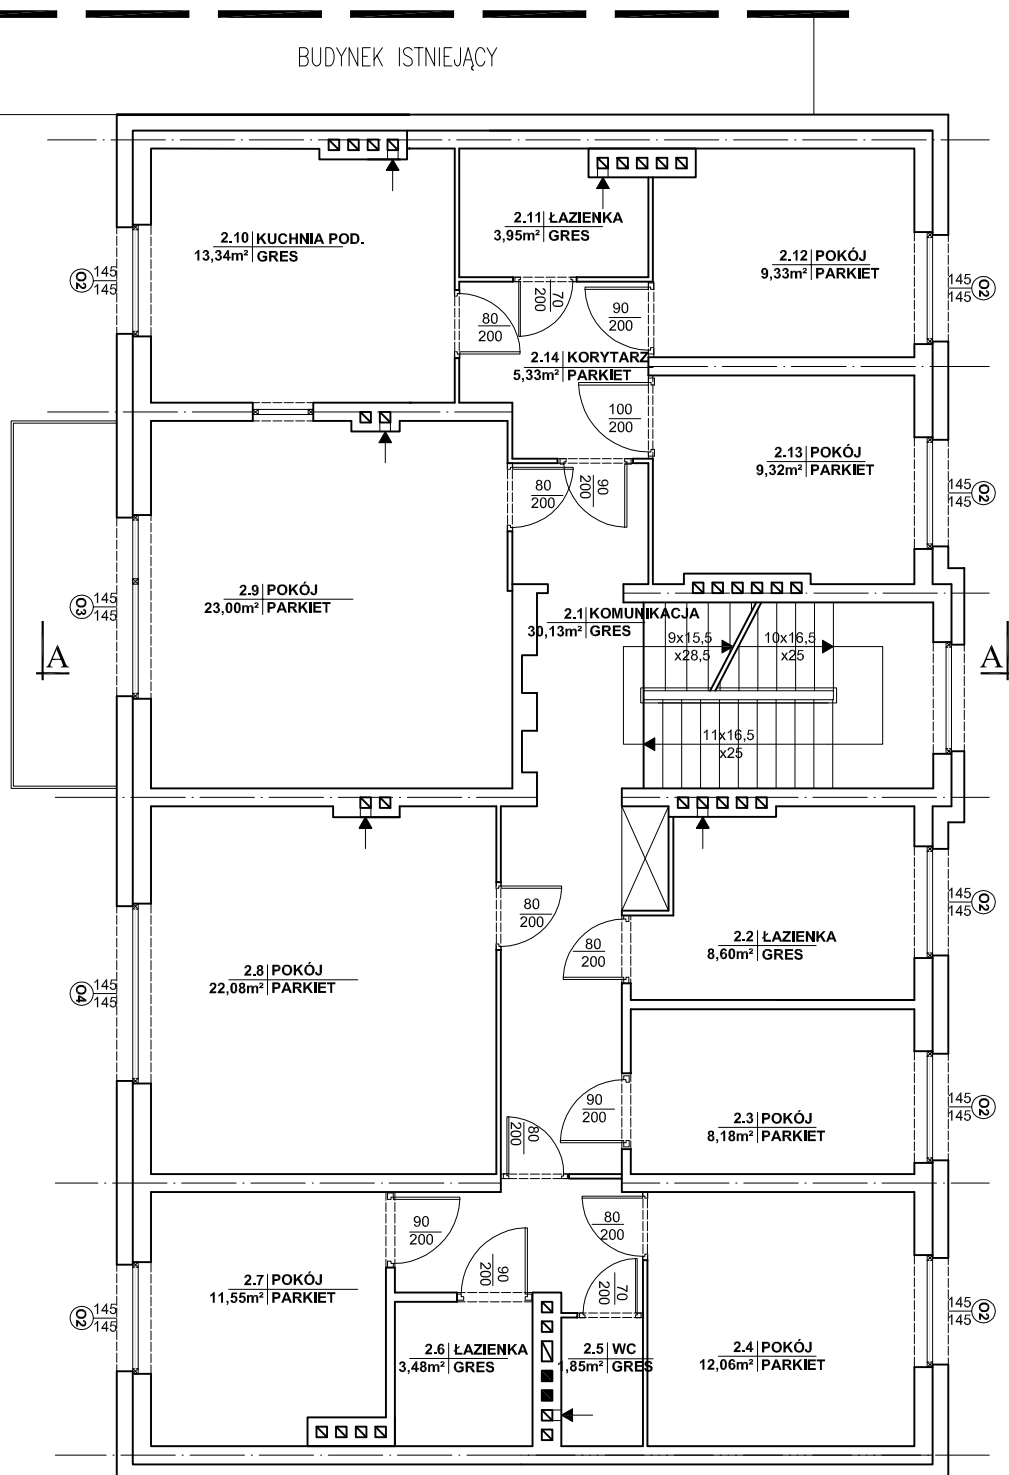 BUDYNEK ISTNIEJĄCY
2.10 KUCHNIA POD.
13,34m² GRES
2.11 ŁAZIENKA
3,95m² GRES
2.12 POKÓJ
9,33m² PARKIET
O2 145
145
145 O2
145
80
200
70
200
90
200
2.14 KORYTARZ
5,33m² PARKIET
100
200
2.13 POKÓJ
9,32m² PARKIET
145 O2
145
80
200
90
200
2.9 POKÓJ
23,00m² PARKIET
O3 145
145
2.1 KOMUNIKACJA
30,13m² GRES
9x15,5
x28,5
10x16,5
x25
A
A
11x16,5
x25
80
200
80
200
2.2 ŁAZIENKA
8,60m² GRES
145 O2
145
2.8 POKÓJ
22,08m² PARKIET
O4 145
145
90
200
2.3 POKÓJ
8,18m² PARKIET
145 O2
145
80
200
90
200
80
200
90
200
70
200
2.7 POKÓJ
11,55m² PARKIET
O2 145
145
2.6 ŁAZIENKA
3,48m² GRES
2.5 WC
1,85m² GRES
2.4 POKÓJ
12,06m² PARKIET
145 O2
145